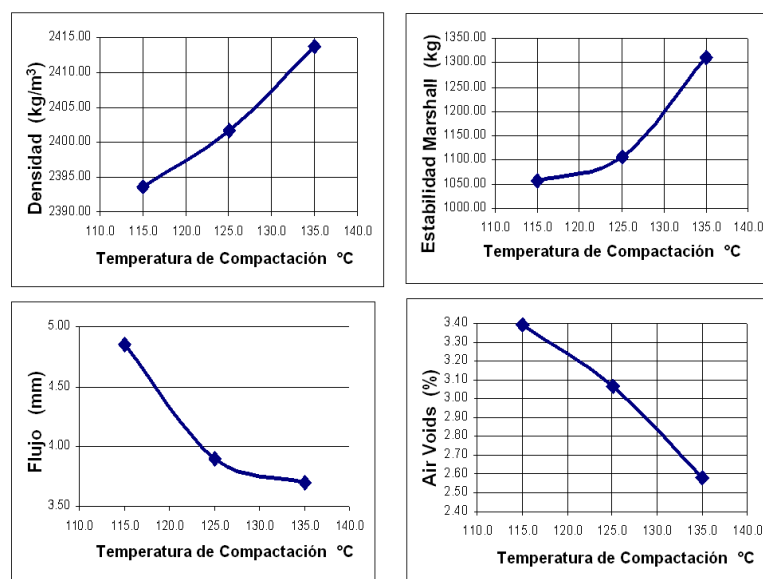 2415.00
2413.00
2410.00
2405.00
2400.00
2395.00
2390.00
110.0 115.0 120.0 125.0 130.0 135.0 140.0
Densidad (kg/m³)
Temperatura de Compactación °C
1350.00
1300.00
1250.00
1200.00
1150.00
1100.00
1050.00
1000.00
110.0 115.0 120.0 125.0 130.0 135.0 140.0
Estabilidad Marshall (kg)
Temperatura de Compactación °C
5.00
4.50
4.00
3.50
110.0 115.0 120.0 125.0 130.0 135.0 140.0
Flujo (mm)
Temperatura de Compactación °C
3.40
3.30
3.20
3.10
3.00
2.90
2.80
2.70
2.60
2.50
2.40
110.0 115.0 120.0 125.0 130.0 135.0 140.0
Air Voids (%)
Temperatura de Compactación °C